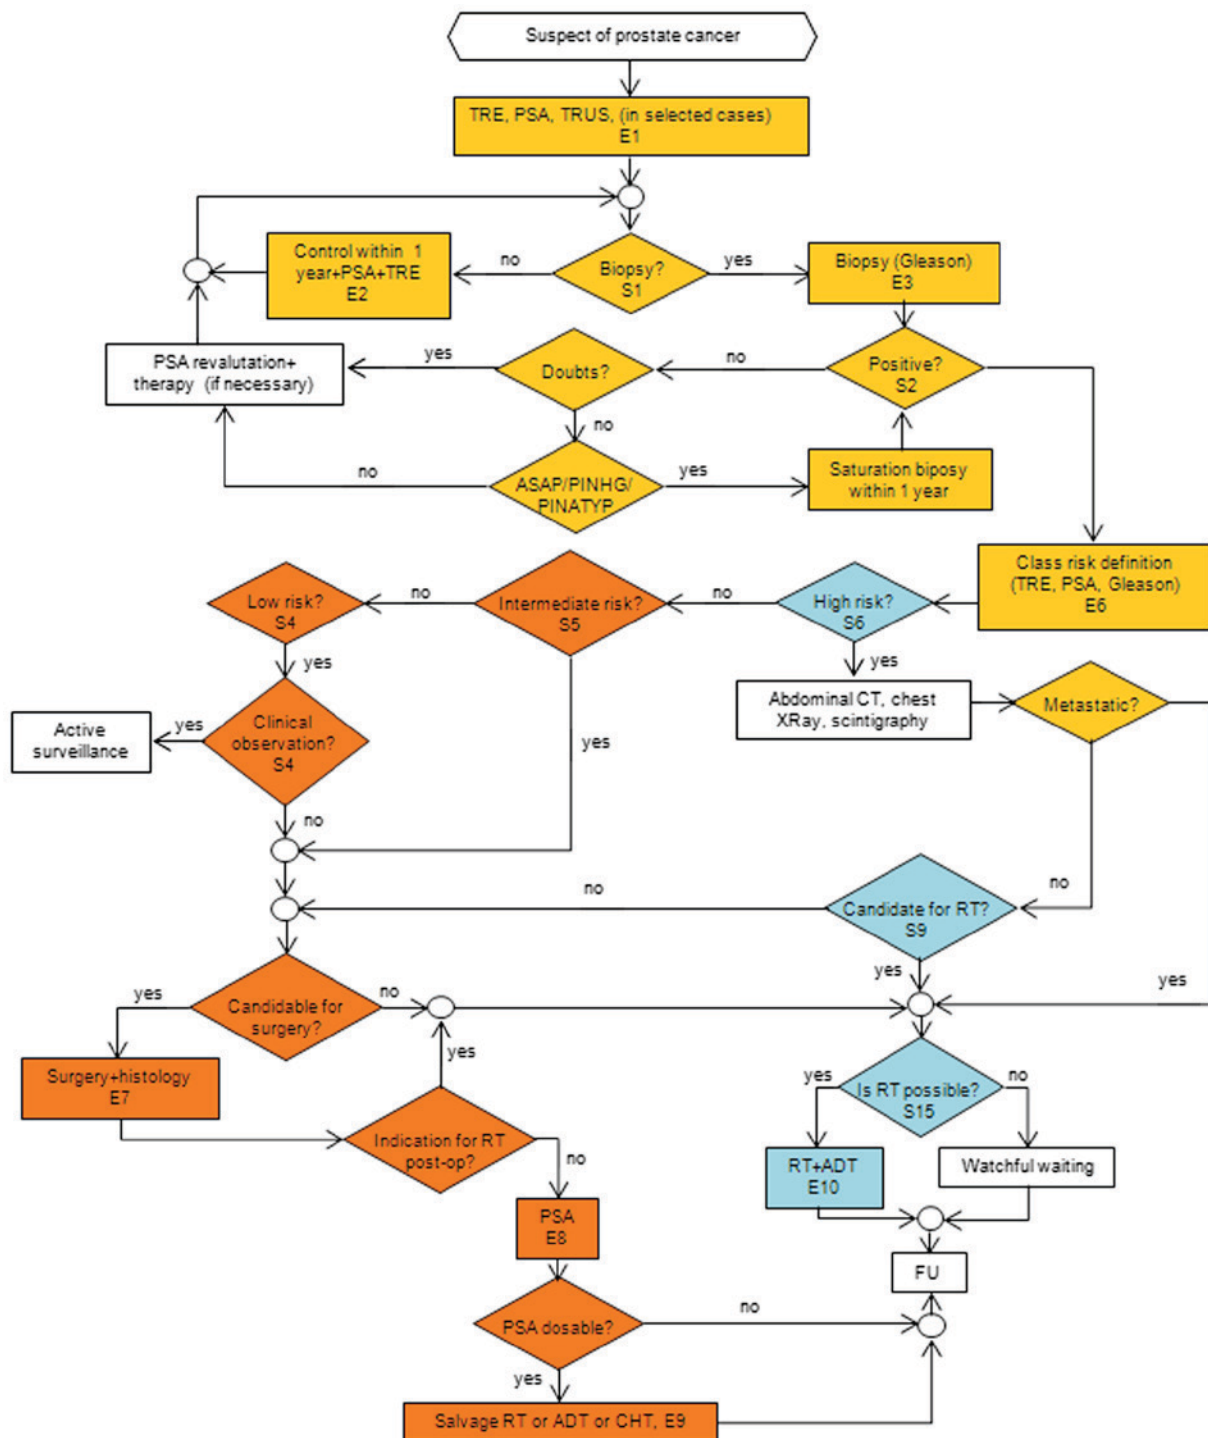 Suspect of prostate cancer
TRE, PSA, TRUS, (in selected cases)
E1
Control within 1
year+PSA+TRE
E2
no
Biopsy?
S1
yes
Biopsy (Gleason)
E3
PSA revalutation+
therapy (if necessary)
yes
Doubts?
no
Positive?
S2
no
no
ASAP/PINHG/
PINATYP
yes
Saturation biposy
within 1 year
Class risk definition
(TRE, PSA, Gleason)
E6
Low risk?
S4
no
Intermediate risk?
S5
no
High risk?
S6
yes
yes
Abdominal CT, chest
XRay, scintigraphy
Metastatic?
Active
surveillance
yes
Clinical
observation?
S4
yes
no
no
Candidate for RT?
S9
no
yes
yes
yes
Candidable for
surgery?
no
Surgery+histology
E7
yes
Indication for RT
post-op?
no
yes
Is RT possible?
S15
no
RT+ADT
E10
Watchful waiting
PSA
E8
FU
PSA dosable?
no
yes
Salvage RT or ADT or CHT, E9